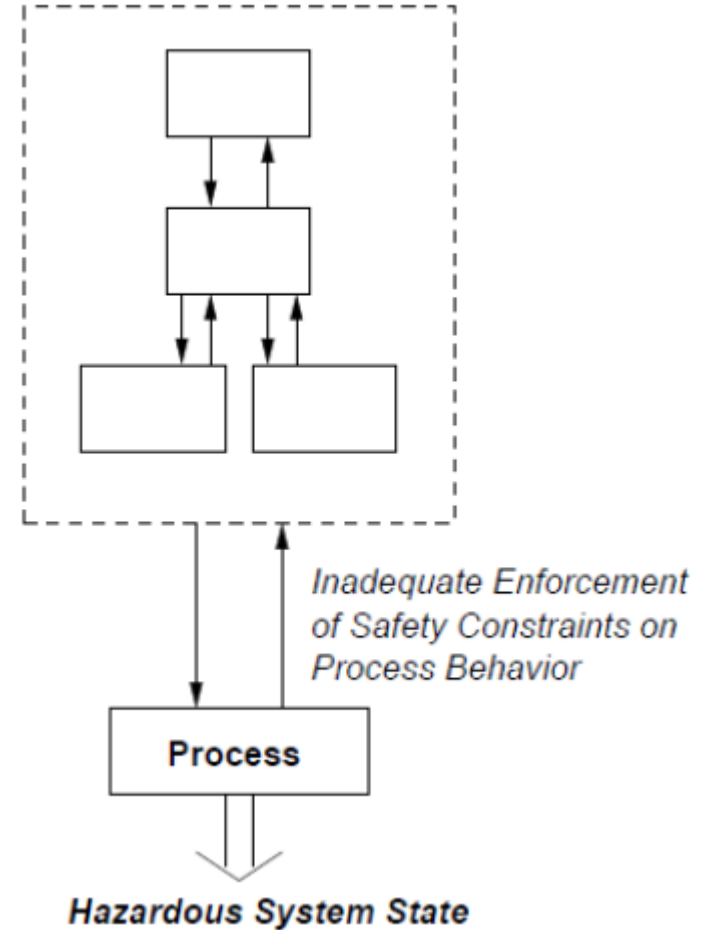 Inadequate Enforcement
of Safety Constraints on
Process Behavior
Process
Hazardous System State